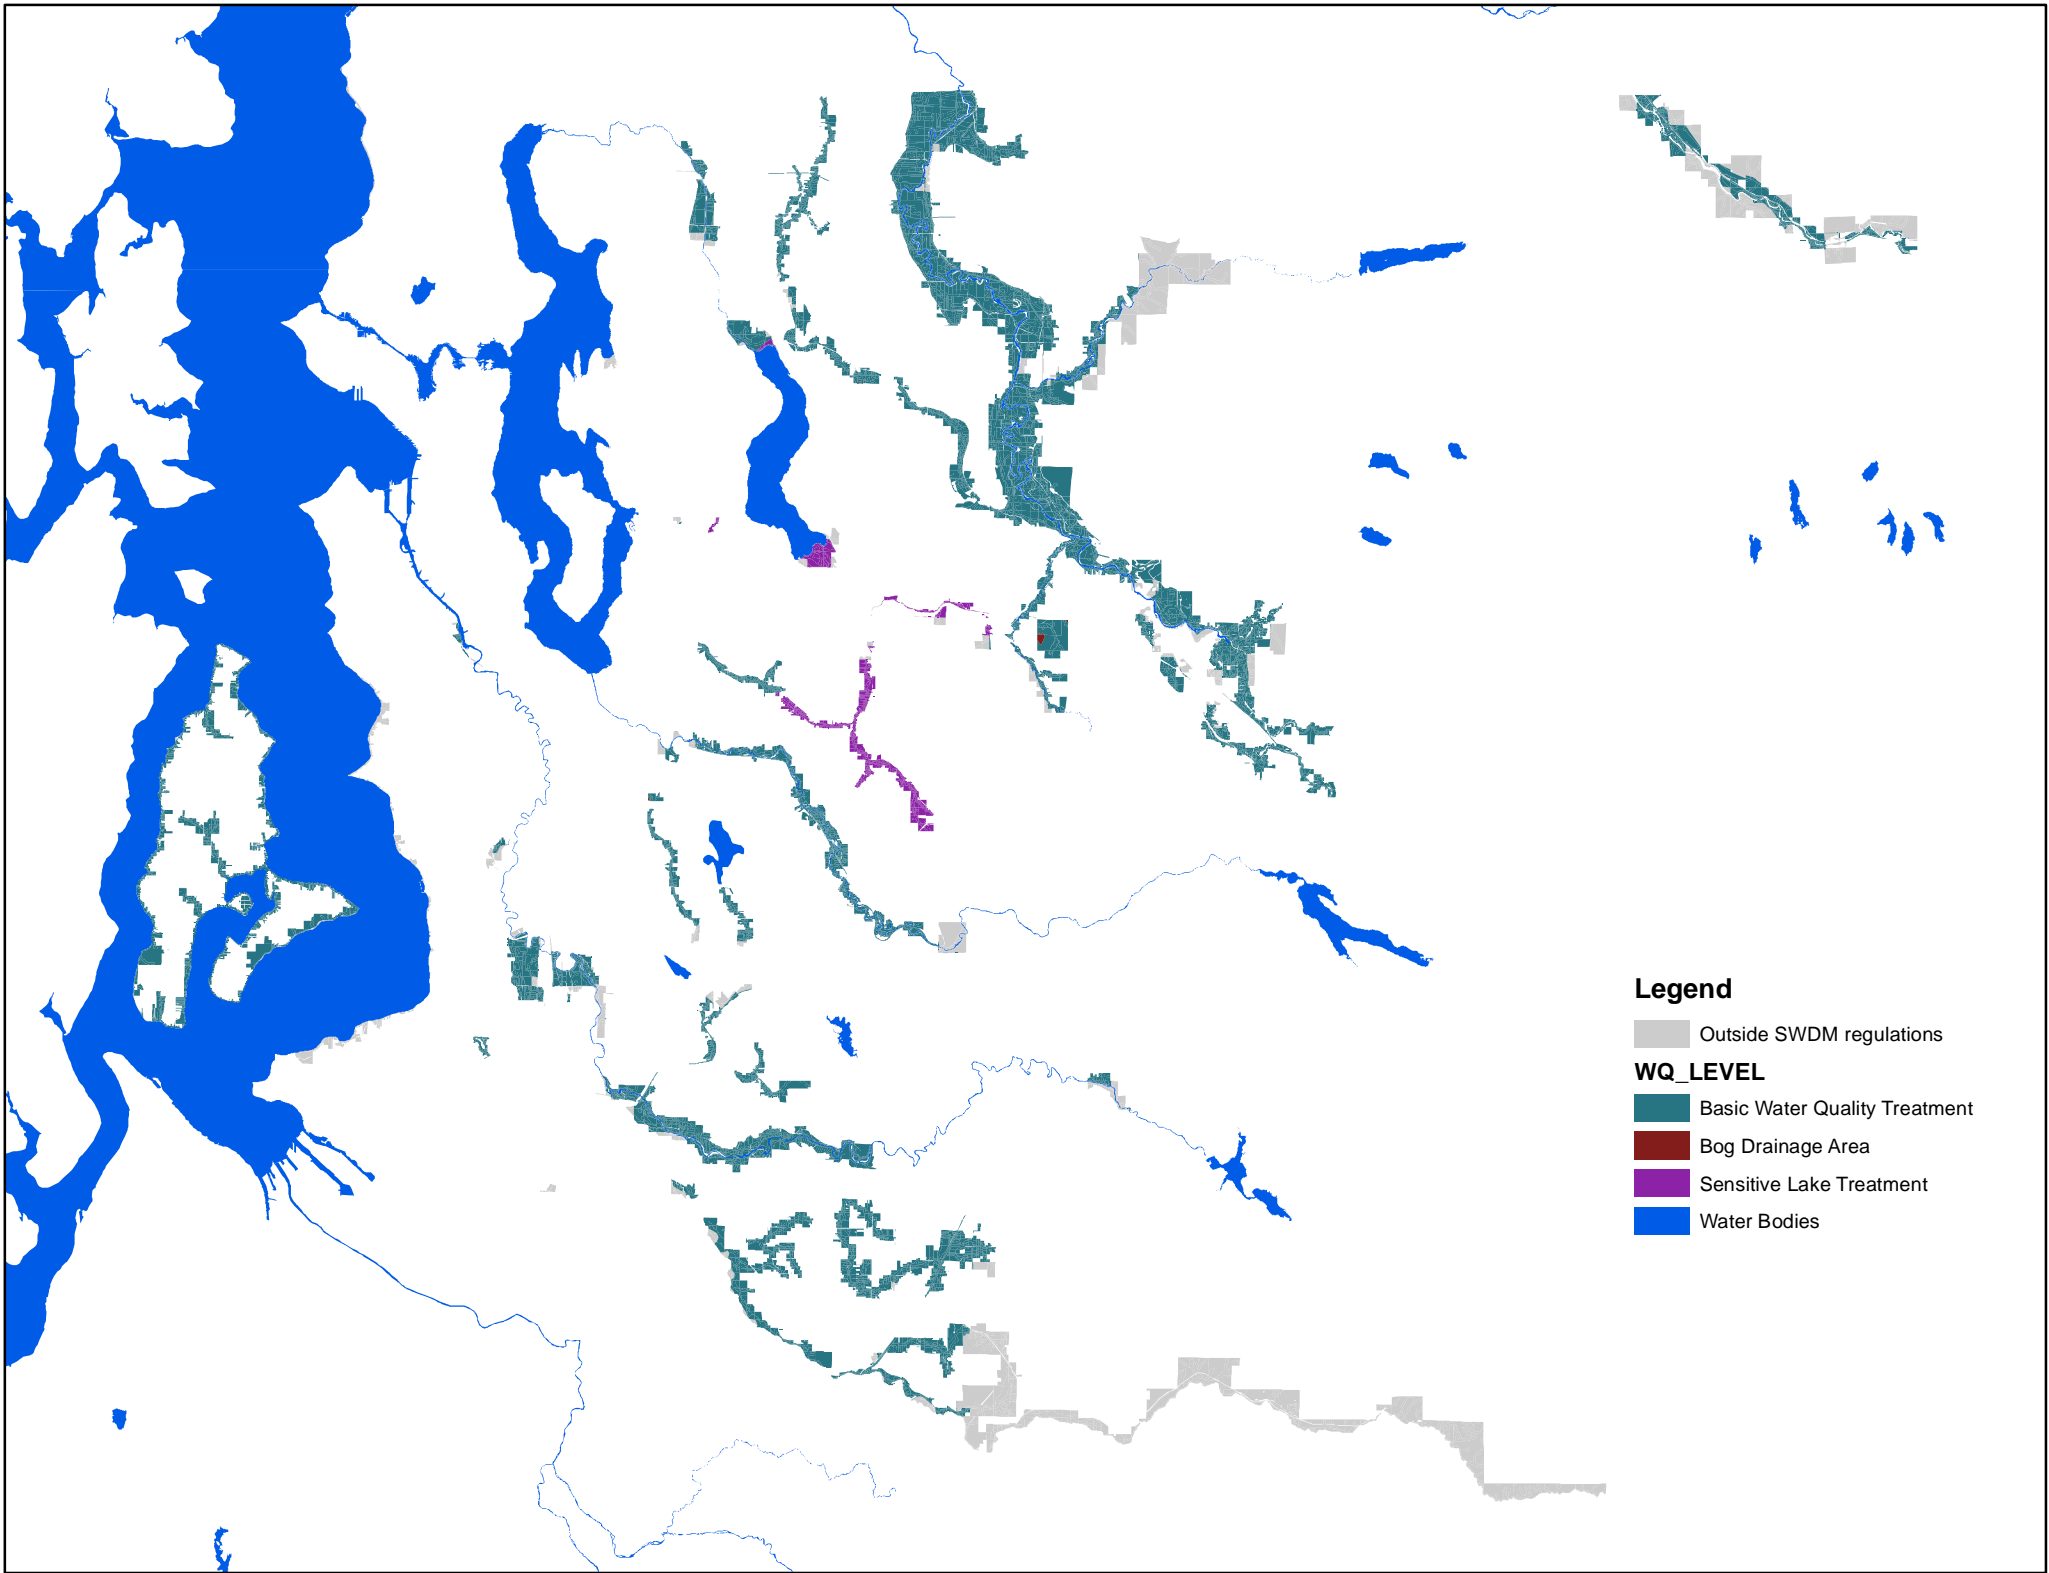 Legend
Outside SWDM regulations
WQ_LEVEL
Basic Water Quality Treatment
Bog Drainage Area
Sensitive Lake Treatment
Water Bodies